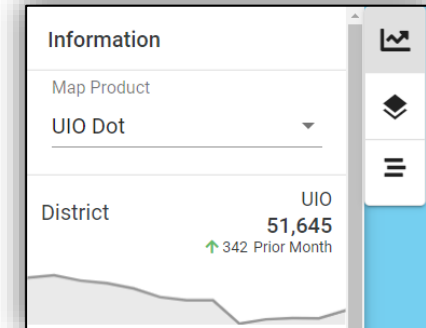 Information
Map Product
UIO Dot
District
UIO
51,645
↑ 342 Prior Month